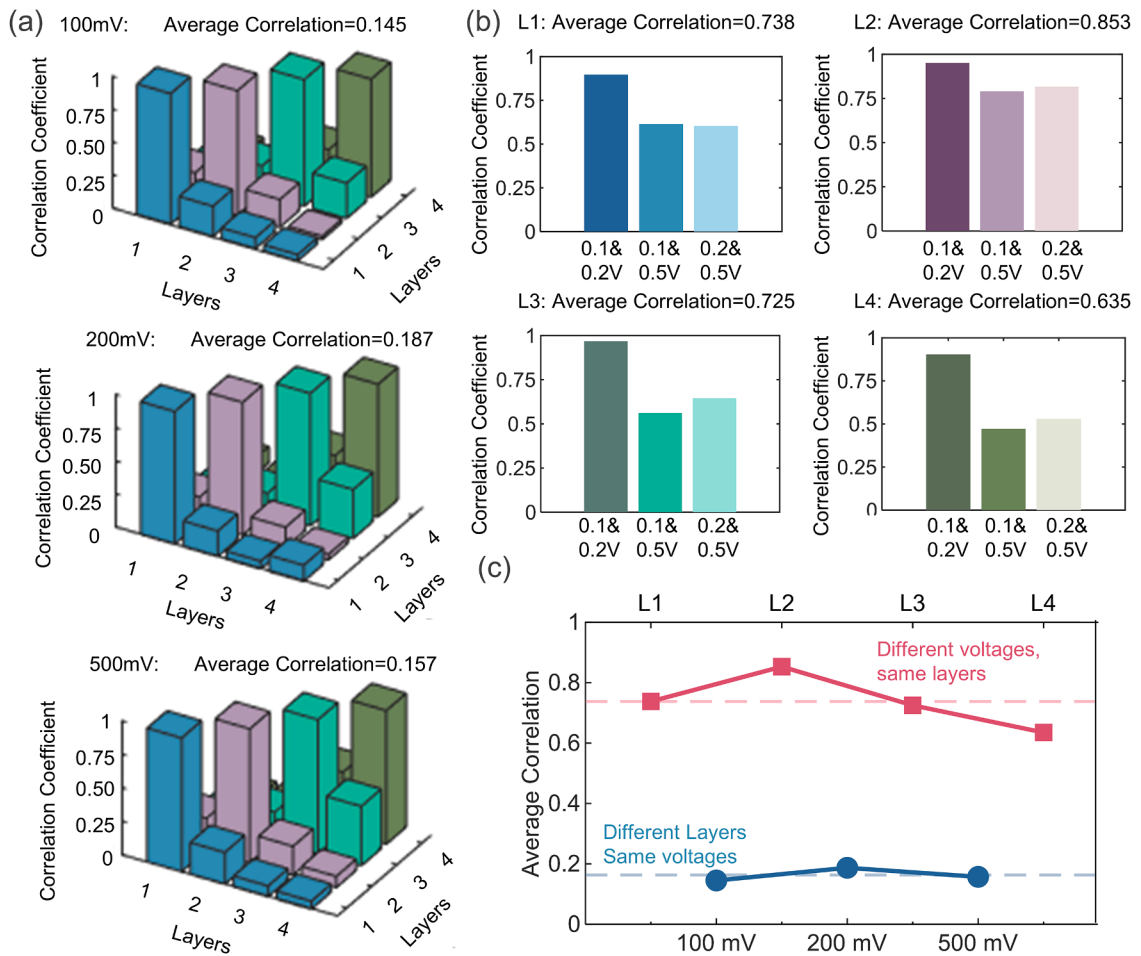 (a)
100mV: Average Correlation=0.145
Correlation Coefficient
1
0.75
0.5
0.25
0
1
2
3
4
Layers
1
2
3
4
Layers
200mV: Average Correlation=0.187
Correlation Coefficient
1
0.75
0.5
0.25
0
1
2
3
4
Layers
1
2
3
4
Layers
500mV: Average Correlation=0.157
Correlation Coefficient
1
0.75
0.5
0.25
0
1
2
3
4
Layers
1
2
3
4
Layers
(b)
L1: Average Correlation=0.738
Correlation Coefficient
1
0.75
0.5
0.25
0
0.1& 0.1& 0.2&
0.2V 0.5V 0.5V
L2: Average Correlation=0.853
Correlation Coefficient
1
0.75
0.5
0.25
0
0.1& 0.1& 0.2&
0.2V 0.5V 0.5V
L3: Average Correlation=0.725
Correlation Coefficient
1
0.75
0.5
0.25
0
0.1& 0.1& 0.2&
0.2V 0.5V 0.5V
L4: Average Correlation=0.635
Correlation Coefficient
1
0.75
0.5
0.25
0
0.1& 0.1& 0.2&
0.2V 0.5V 0.5V
(c)
L1 L2 L3 L4
Average Correlation
1
0.8
0.6
0.4
0.2
0
Different voltages,
same layers
Different Layers
Same voltages
100 mV 200 mV 500 mV